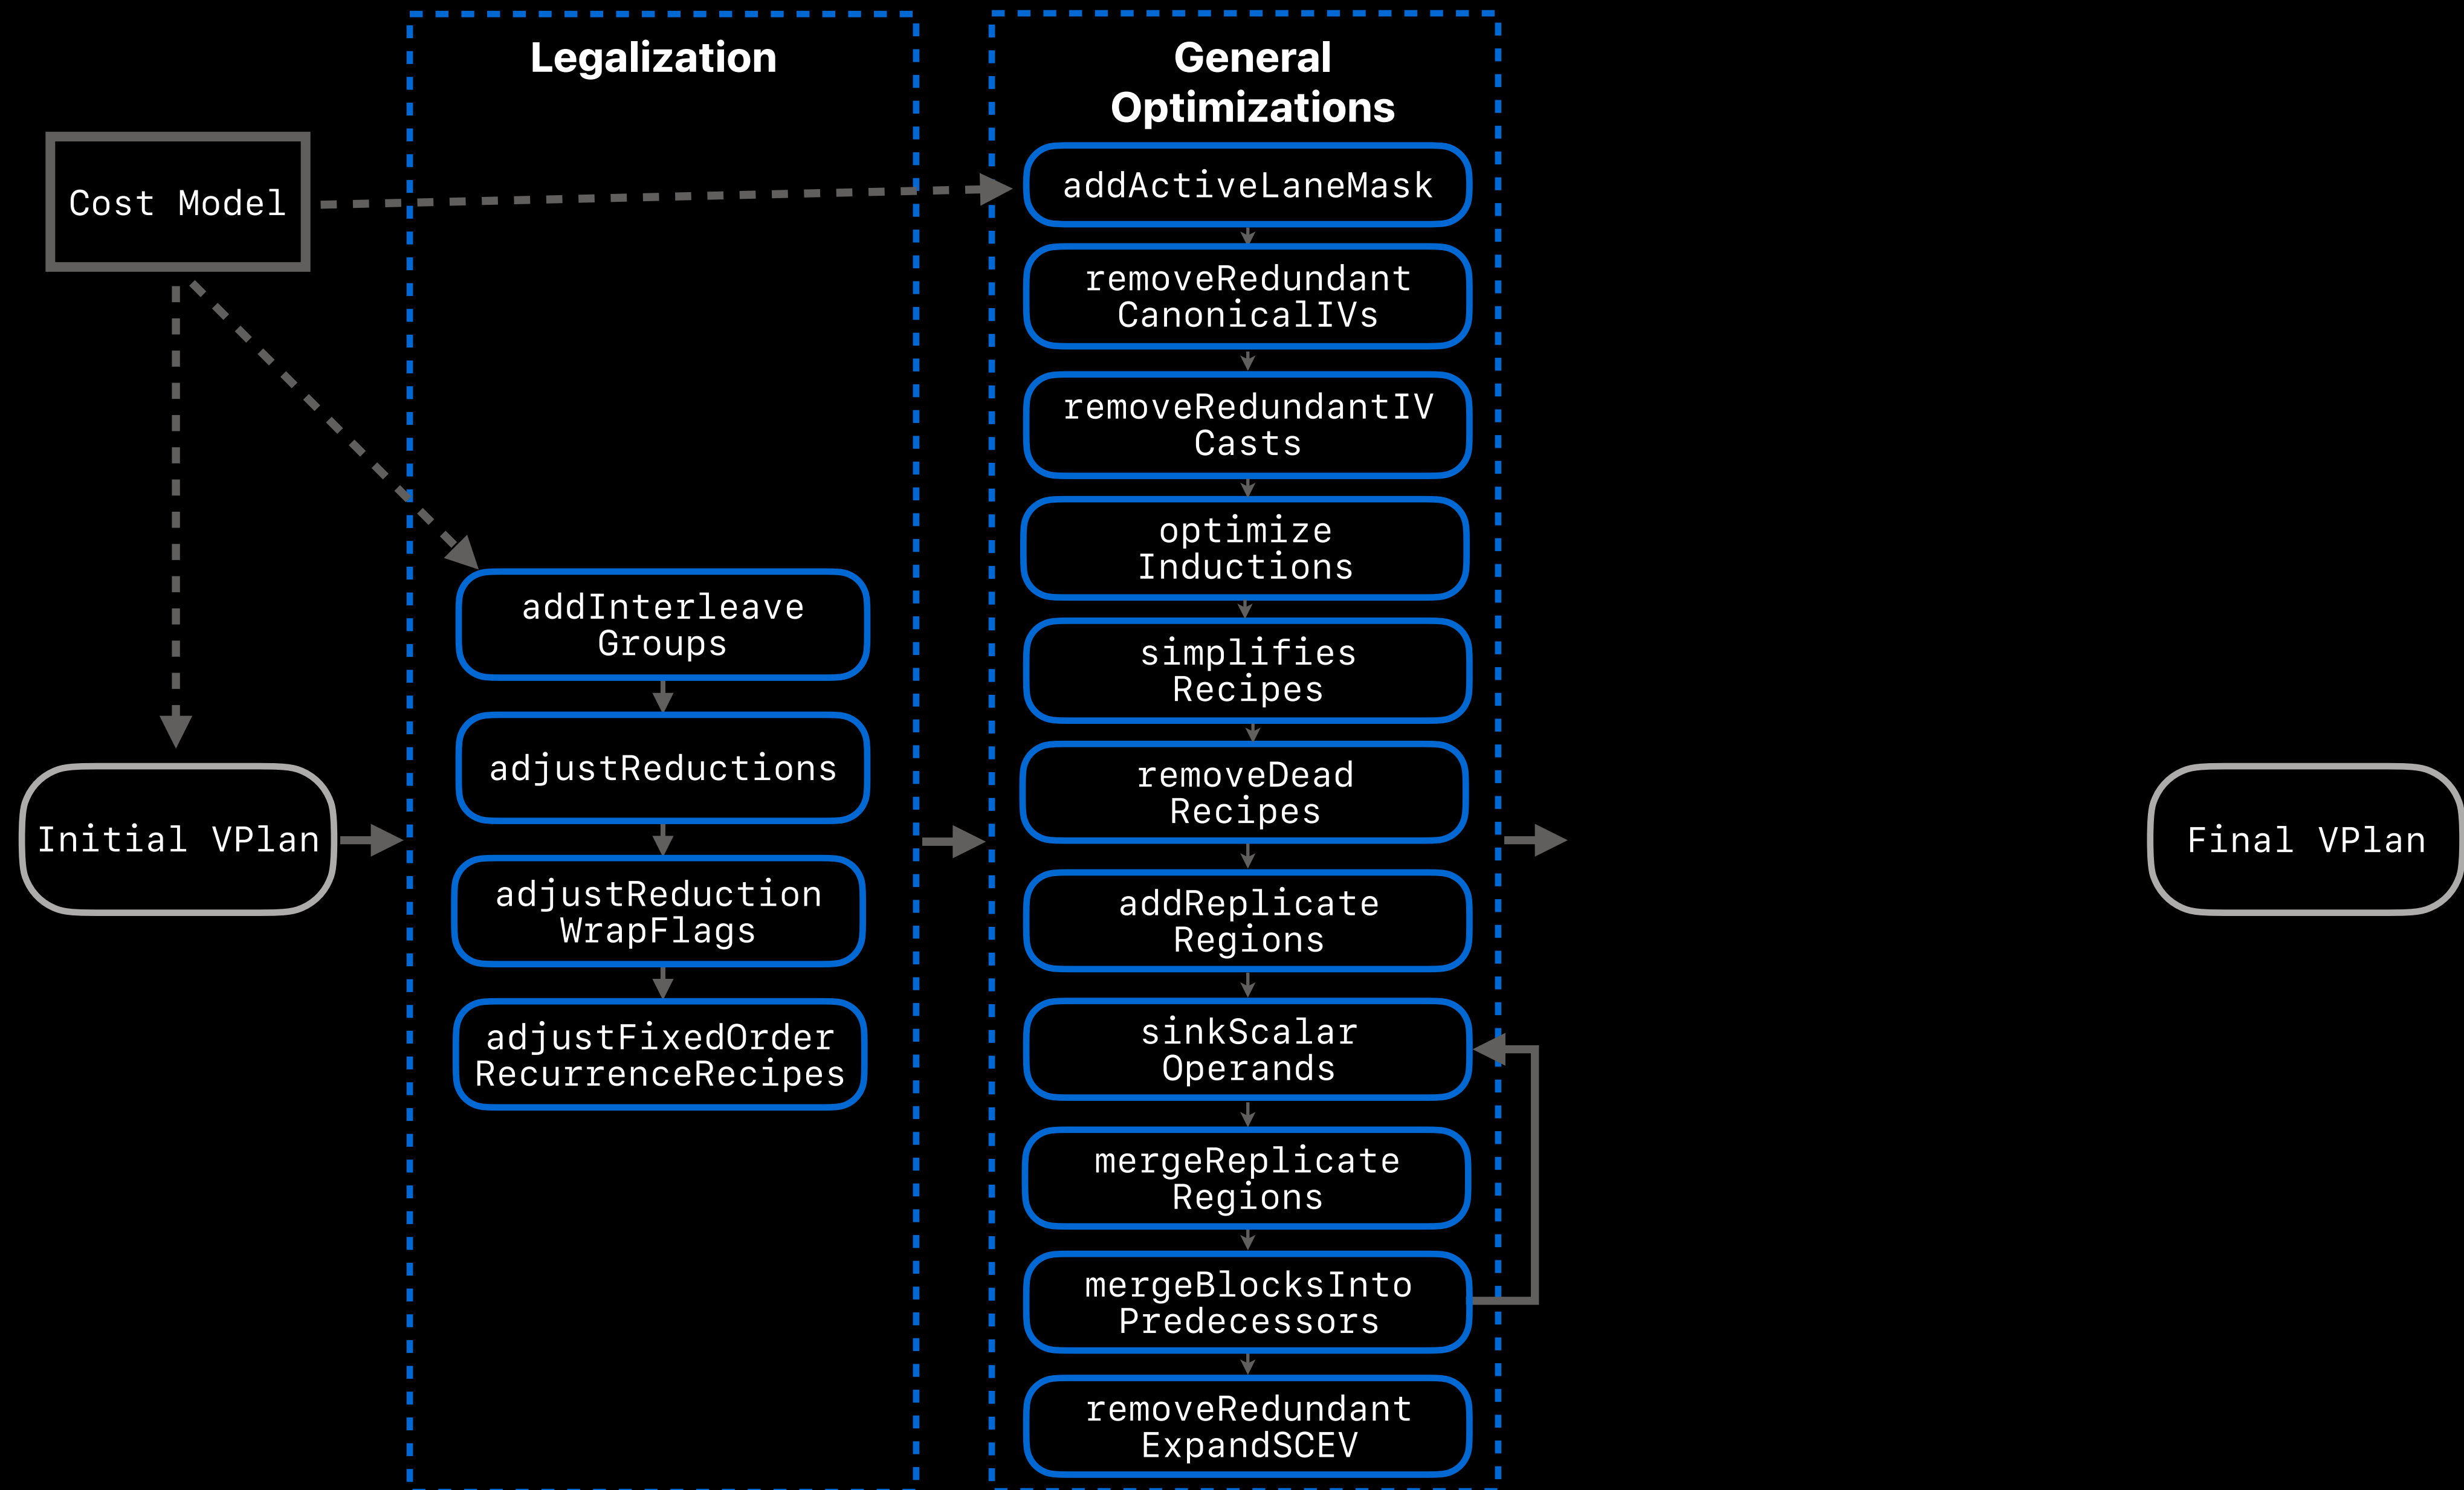 Legalization
General
Optimizations
Cost Model
addActiveLaneMask
removeRedundant
CanonicalIVs
removeRedundantIV
Casts
optimize
Inductions
addInterleave
Groups
simplifies
Recipes
adjustReductions
removeDead
Recipes
Initial VPlan
Final VPlan
adjustReduction
WrapFlags
addReplicate
Regions
adjustFixedOrder
RecurrenceRecipes
sinkScalar
Operands
mergeReplicate
Regions
mergeBlocksInto
Predecessors
removeRedundant
ExpandSCEV